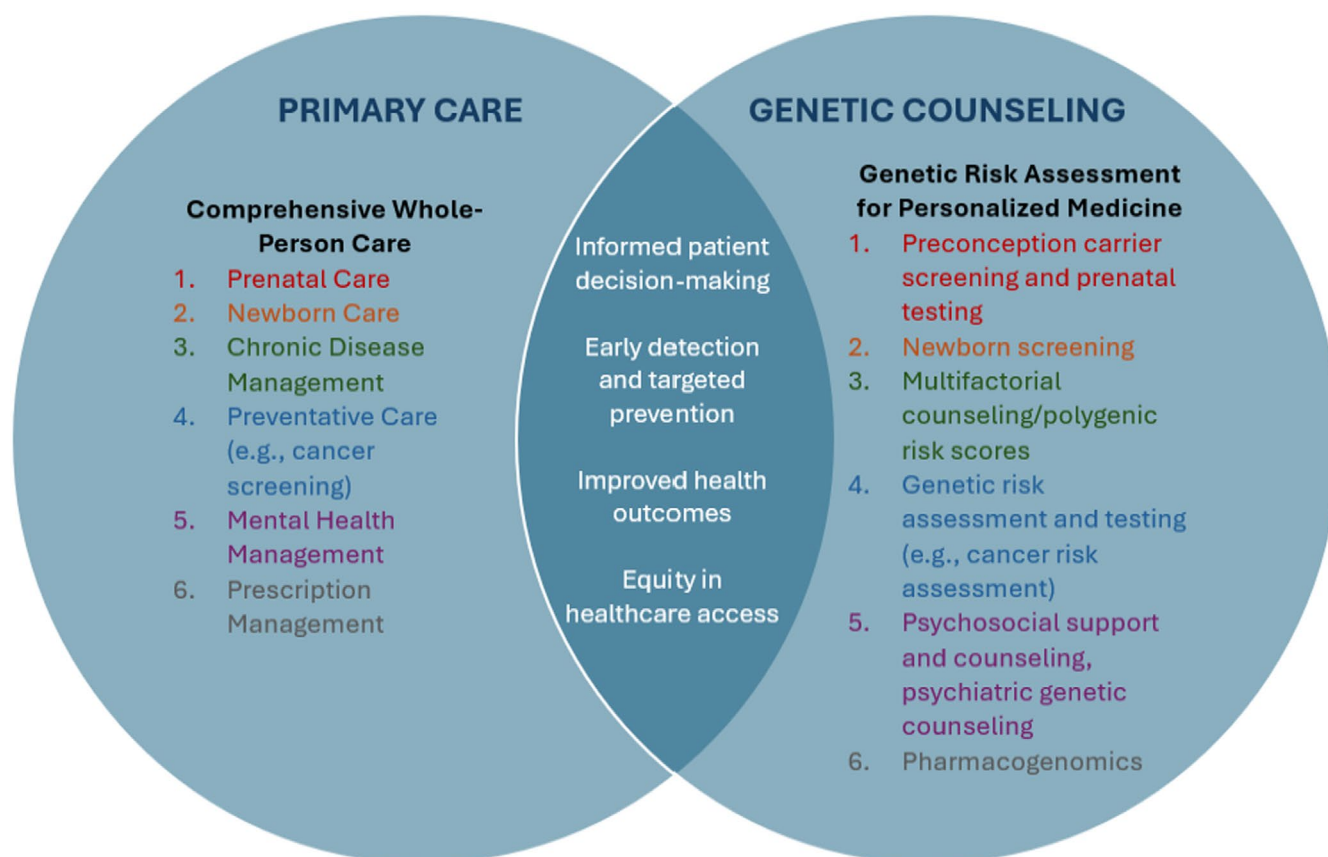 PRIMARY CARE
Comprehensive Whole-
Person Care
1. Prenatal Care
2. Newborn Care
3. Chronic Disease
Management
4. Preventative Care
(e.g., cancer
screening)
5. Mental Health
Management
6. Prescription
Management
Informed patient
decision-making
Early detection
and targeted
prevention
Improved health
outcomes
Equity in
healthcare access
GENETIC COUNSELING
Genetic Risk Assessment
for Personalized Medicine
1. Preconception carrier
screening and prenatal
testing
2. Newborn screening
3. Multifactorial
counseling/polygenic
risk scores
4. Genetic risk
assessment and testing
(e.g., cancer risk
assessment)
5. Psychosocial support
and counseling,
psychiatric genetic
counseling
6. Pharmacogenomics